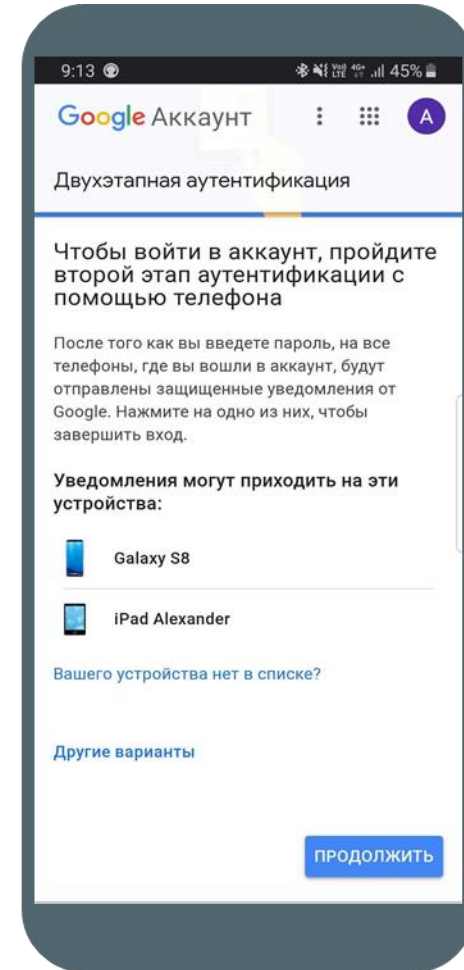 9:13 45%
Google Аккаунт A
Двухэтапная аутентификация
Чтобы войти в аккаунт, пройдите
второй этап аутентификации с
помощью телефона
После того как вы введете пароль, на все
телефоны, где вы вошли в аккаунт, будут
отправлены защищенные уведомления от
Google. Нажмите на одно из них, чтобы
завершить вход.
Уведомления могут приходить на эти
устройства:
Galaxy S8
iPad Alexander
Вашего устройства нет в списке?
Другие варианты
ПРОДОЛЖИТЬ